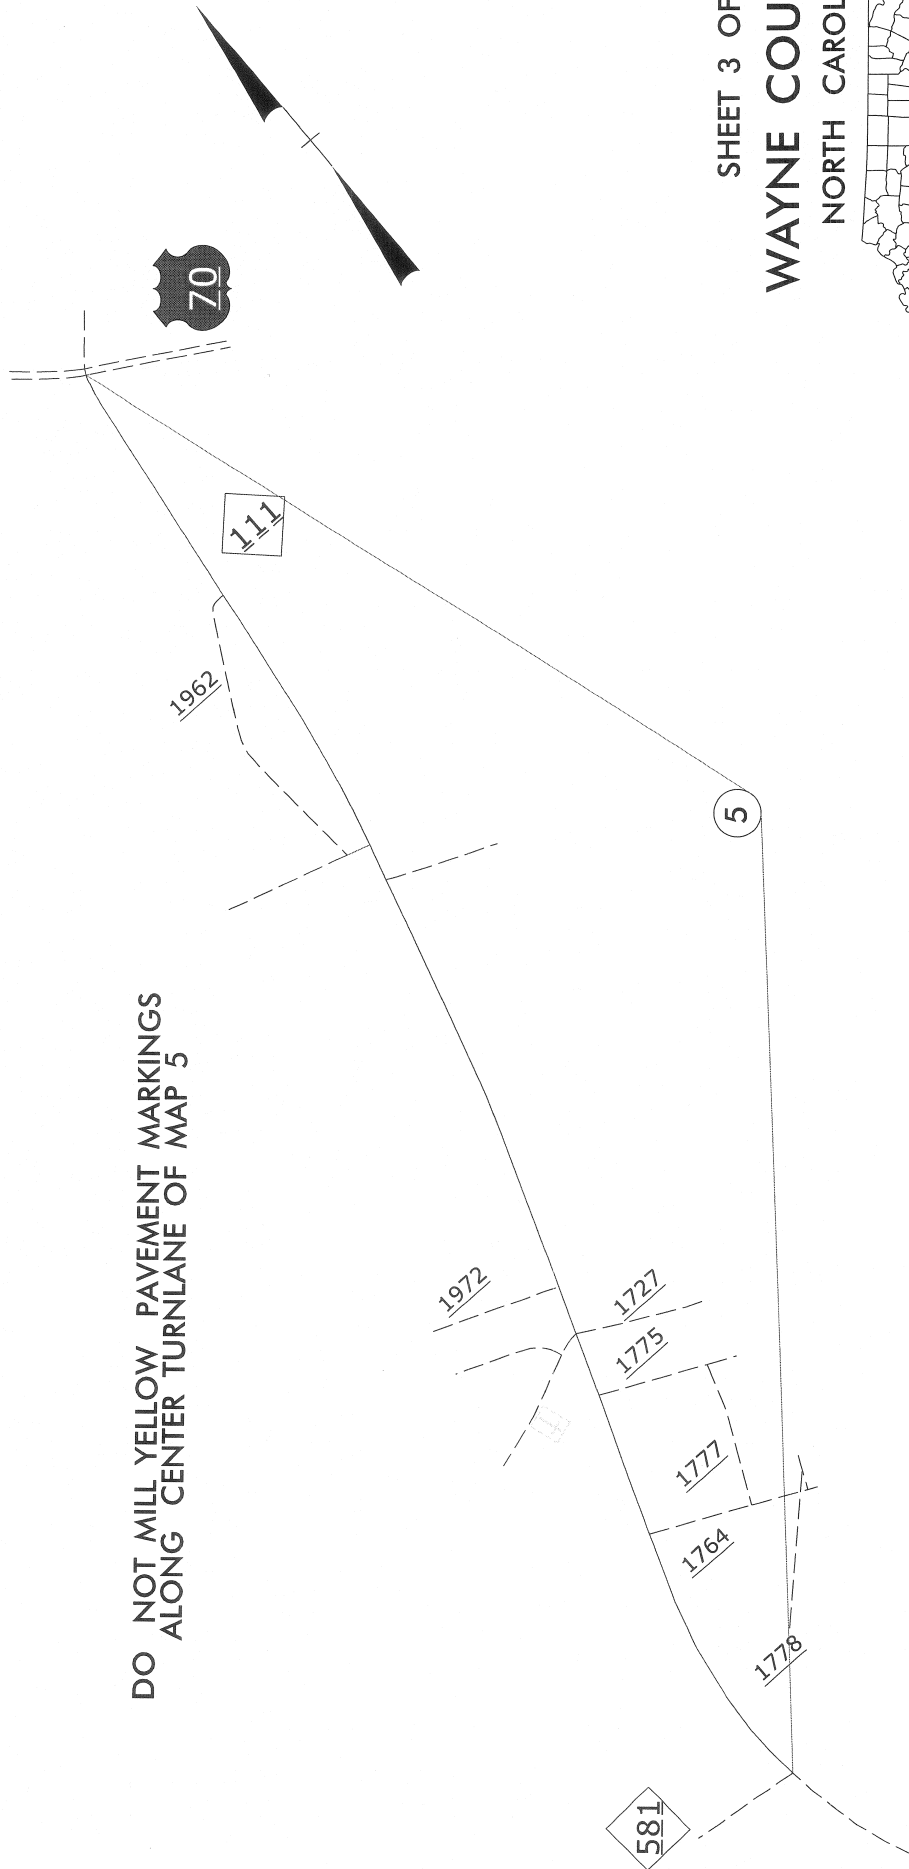 SHEET 3 OF
WAYNE COU
NORTH CAROL
70
111
1962
5
DO NOT MILL YELLOW PAVEMENT MARKINGS
ALONG CENTER TURNLANE OF MAP 5
1972
1727
1775
1777
1764
1778
581